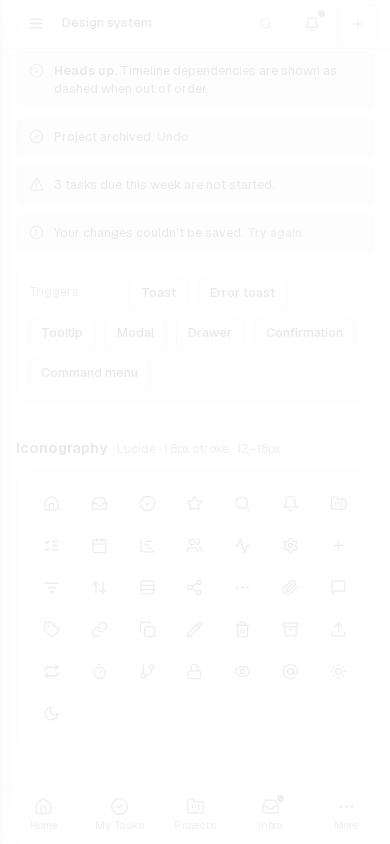 Design system
Heads up. Timeline dependencies are shown as
dashed when out of order.
Project archived. Undo
3 tasks due this week are not started.
Your changes couldn't be saved. Try again
Triggers
Toast
Error toast
Tooltip
Modal
Drawer
Confirmation
Command menu
Iconography
Lucide · 1.6px stroke · 12–16px
Home
My Tasks
Projects
Inbox
More